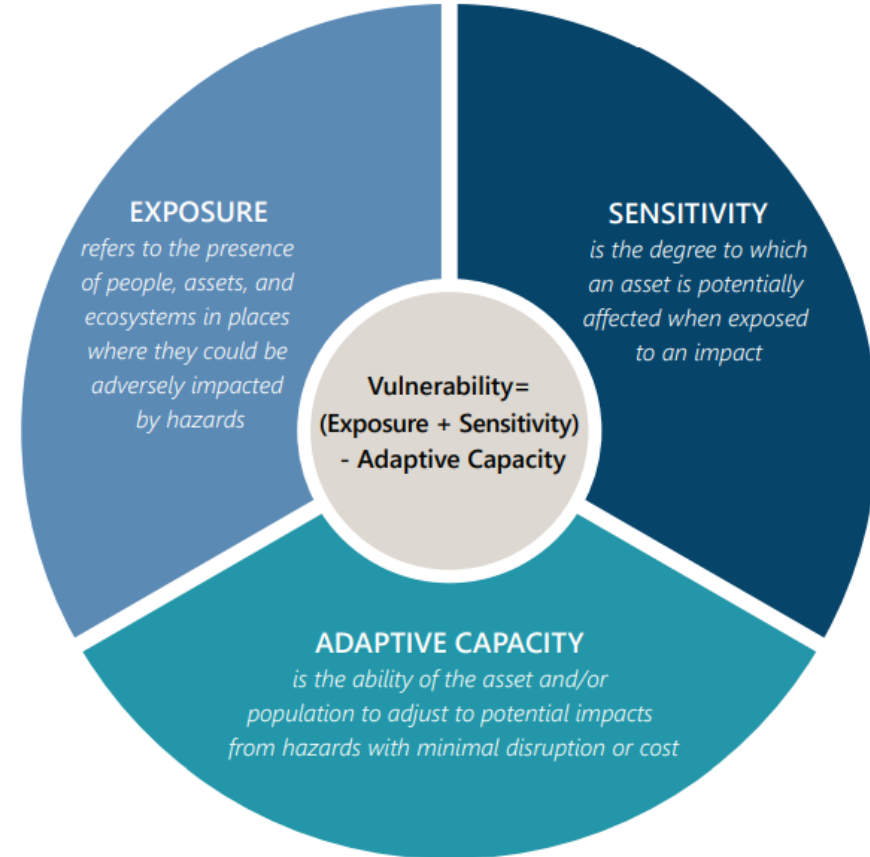 EXPOSURE
refers to the presence
of people, assets, and
ecosystems in places
where they could be
adversely impacted
by hazards
SENSITIVITY
is the degree to which
an asset is potentially
affected when exposed
to an impact
Vulnerability=
(Exposure + Sensitivity)
- Adaptive Capacity
ADAPTIVE CAPACITY
is the ability of the asset and/or
population to adjust to potential impacts
from hazards with minimal disruption or cost